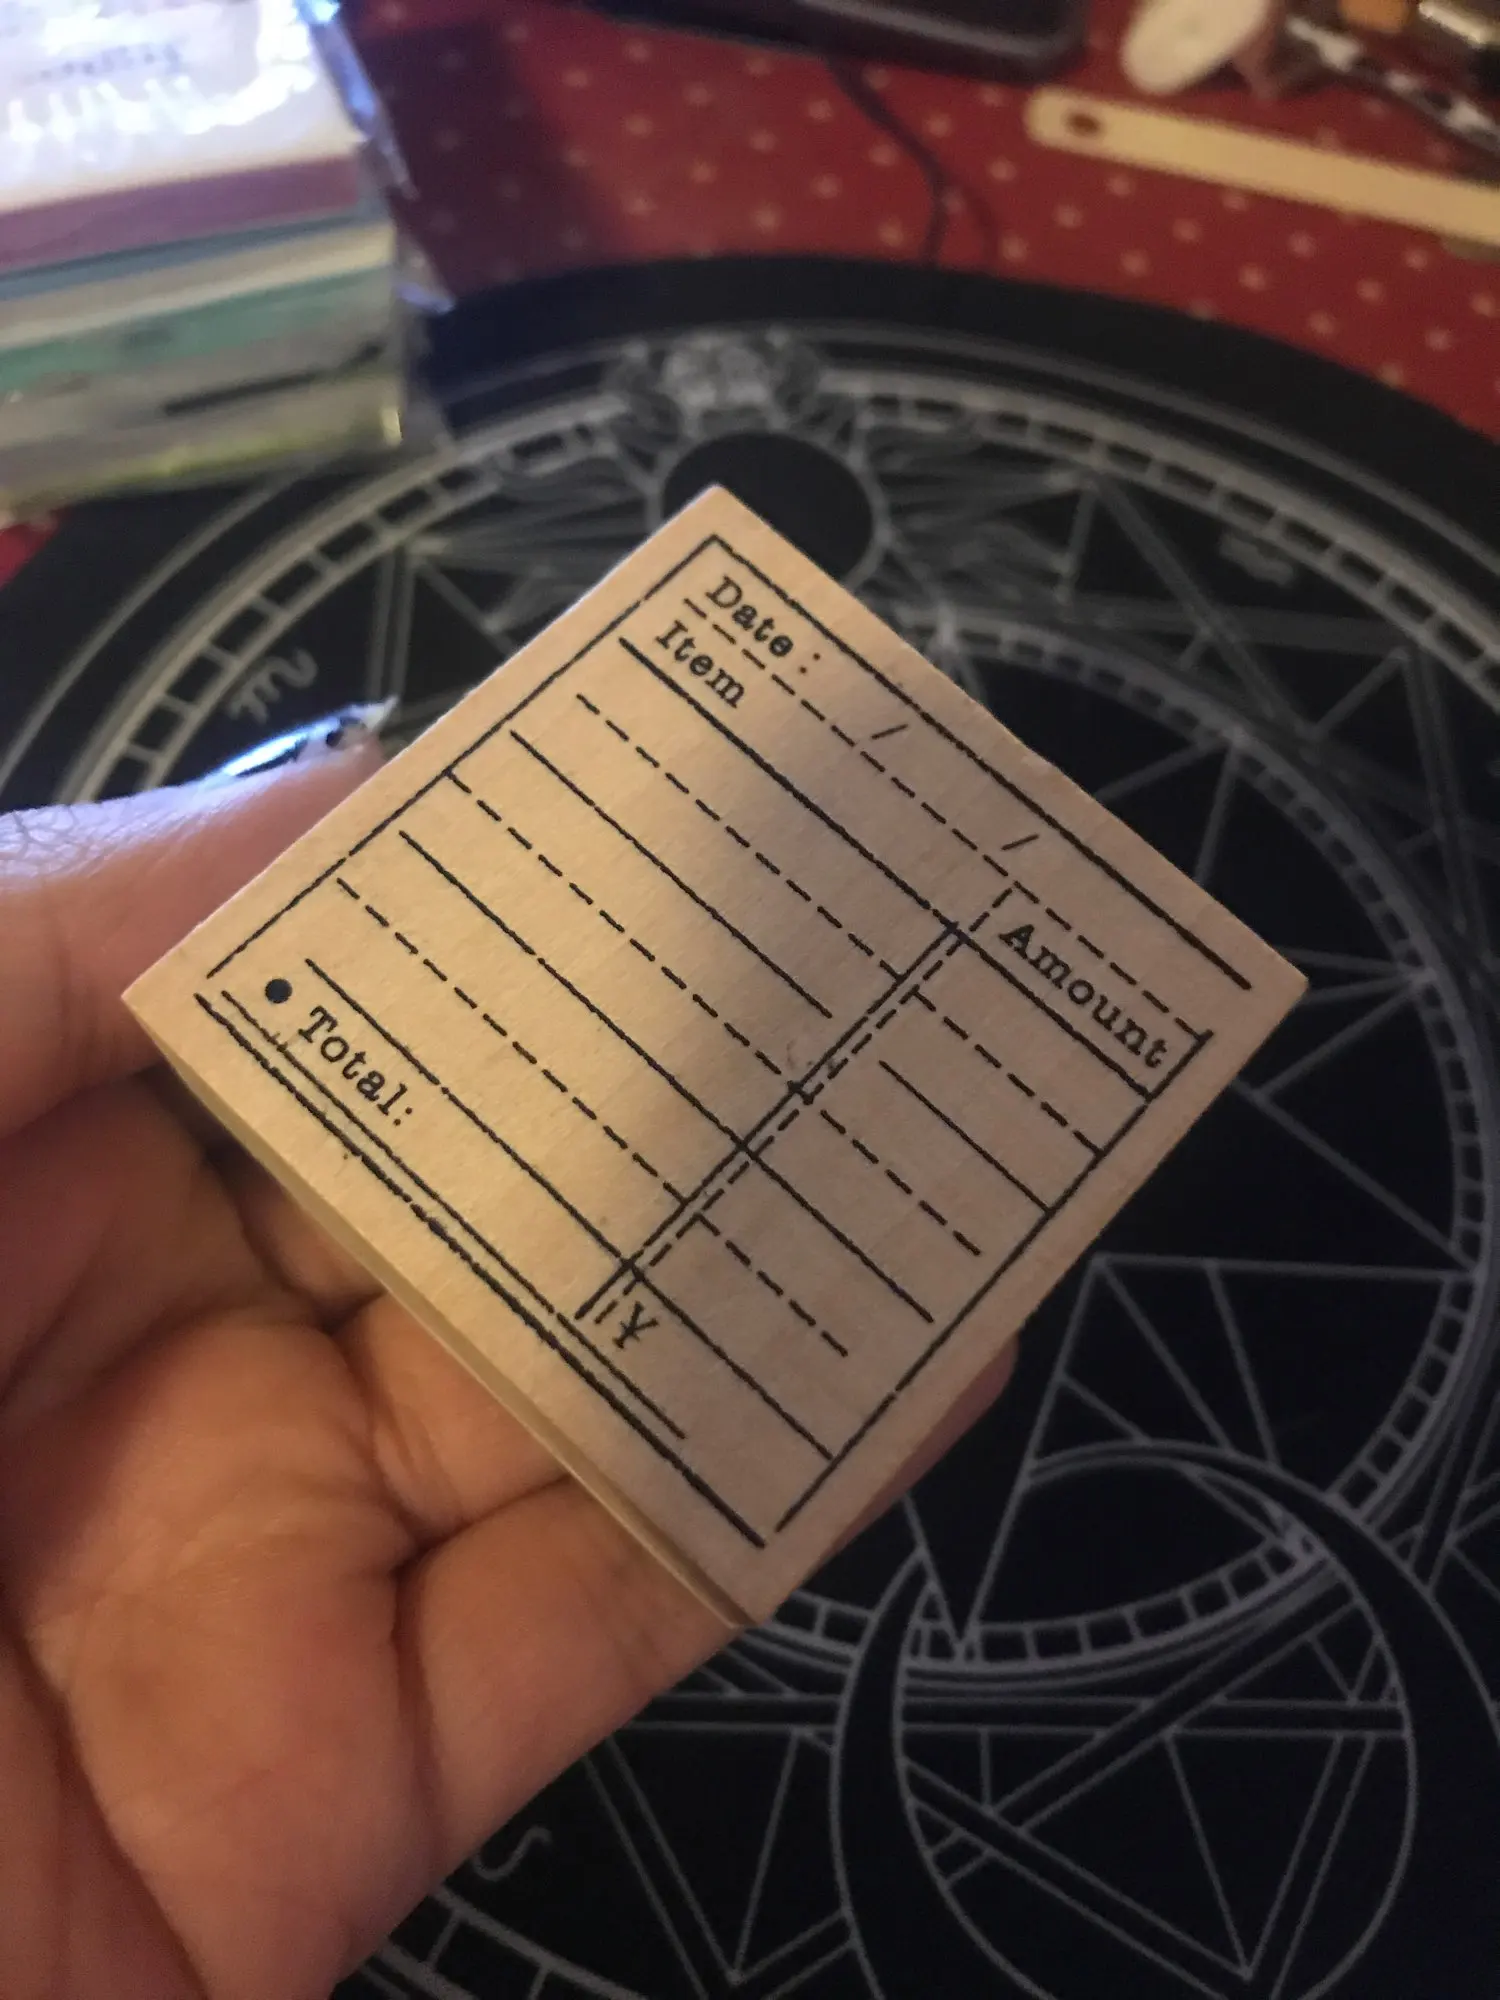 Date: / /
Item Amount
● Total: ¥